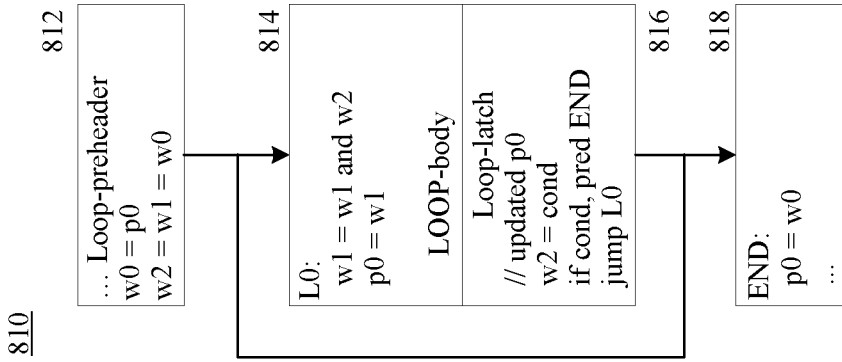 810
812
... Loop-preheader
w0 = p0
w2 = w1 = w0
814
L0:
w1 = w1 and w2
p0 = w1
LOOP-body
816
Loop-latch
// updated p0
w2 = cond
if cond, pred END
jump L0
818
END:
p0 = w0
...